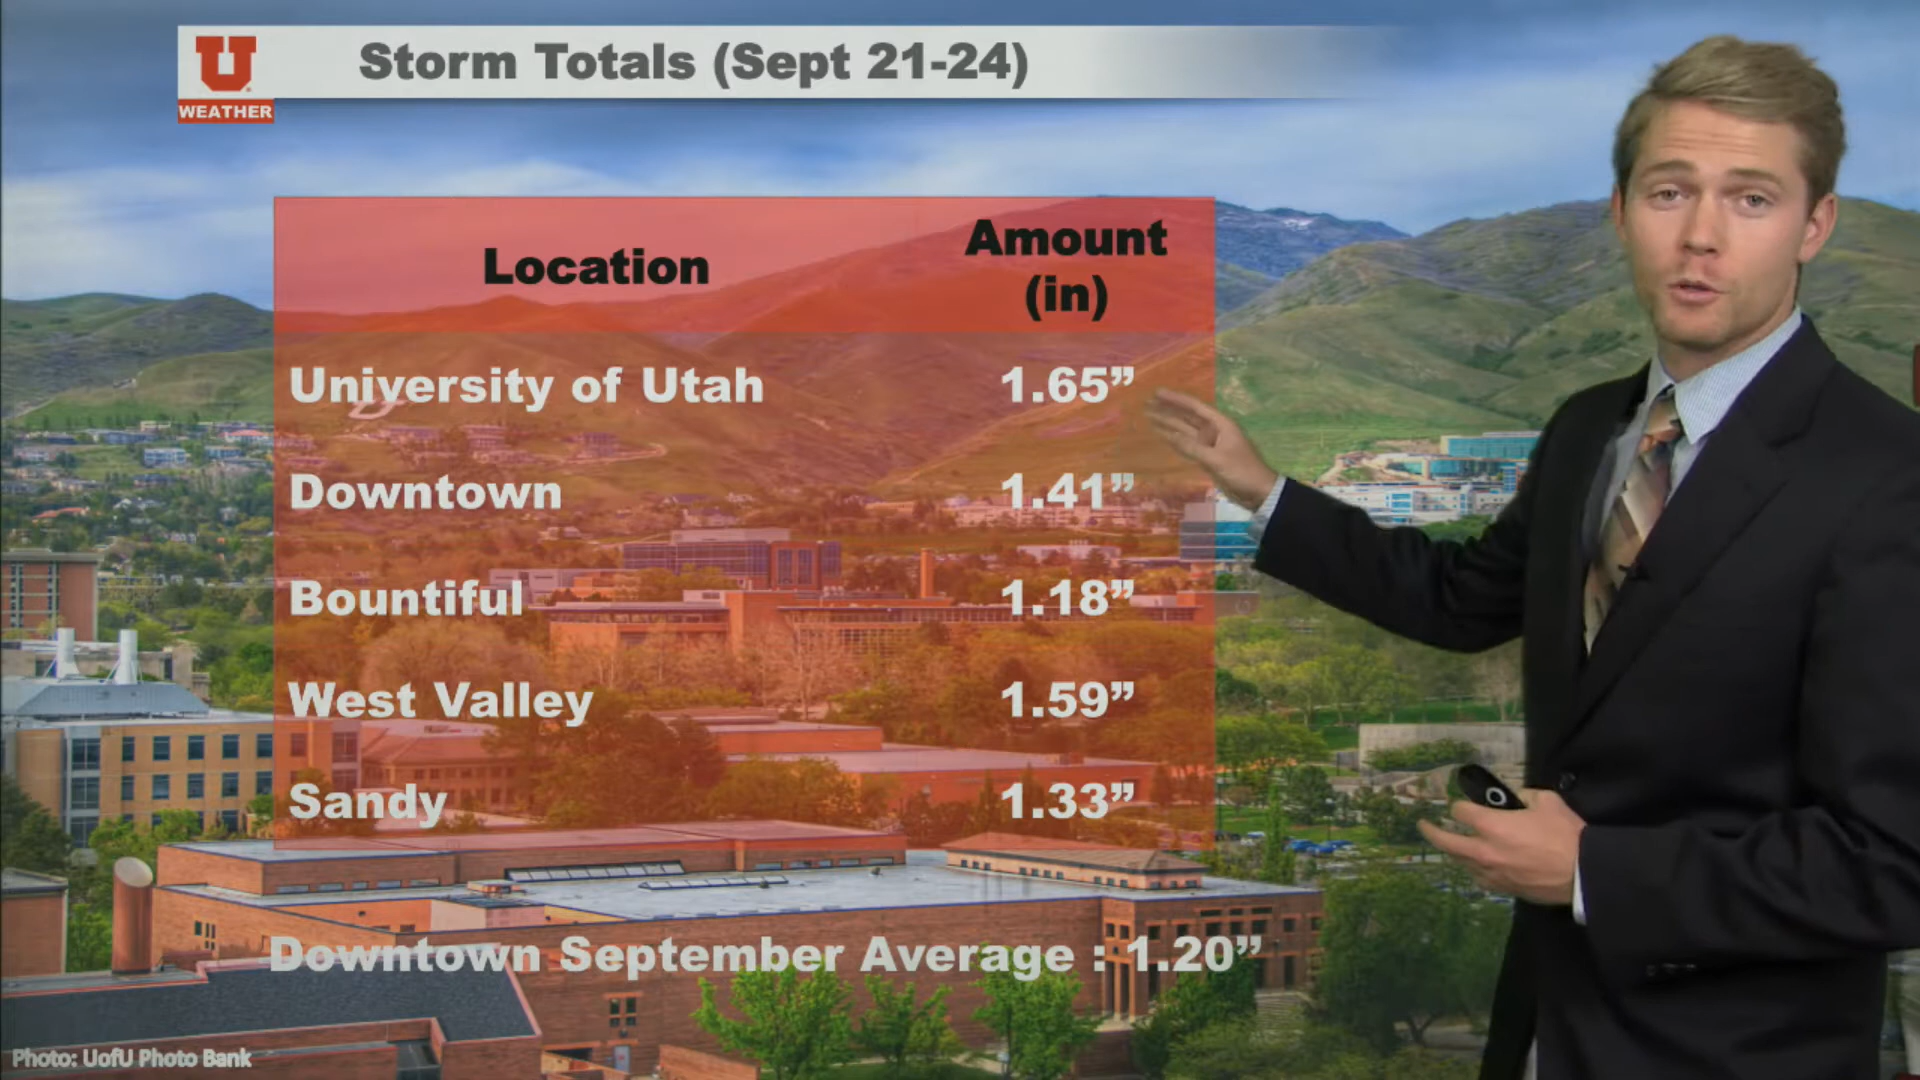 U
WEATHER
Storm Totals (Sept 21-24)
Location
Amount
(in)
University of Utah 1.65”
Downtown 1.41”
Bountiful 1.18”
West Valley 1.59”
Sandy 1.33”
Downtown September Average : 1.20”
Photo: UofU Photo Bank